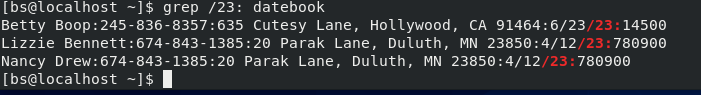 [bs@localhost ~]$ grep /23: datebook
Betty Boop:245-836-8357:635 Cutesy Lane, Hollywood, CA 91464:6/23/23:14500
Lizzie Bennett:674-843-1385:20 Parak Lane, Duluth, MN 23850:4/12/23:780900
Nancy Drew:674-843-1385:20 Parak Lane, Duluth, MN 23850:4/12/23:780900
[bs@localhost ~]$